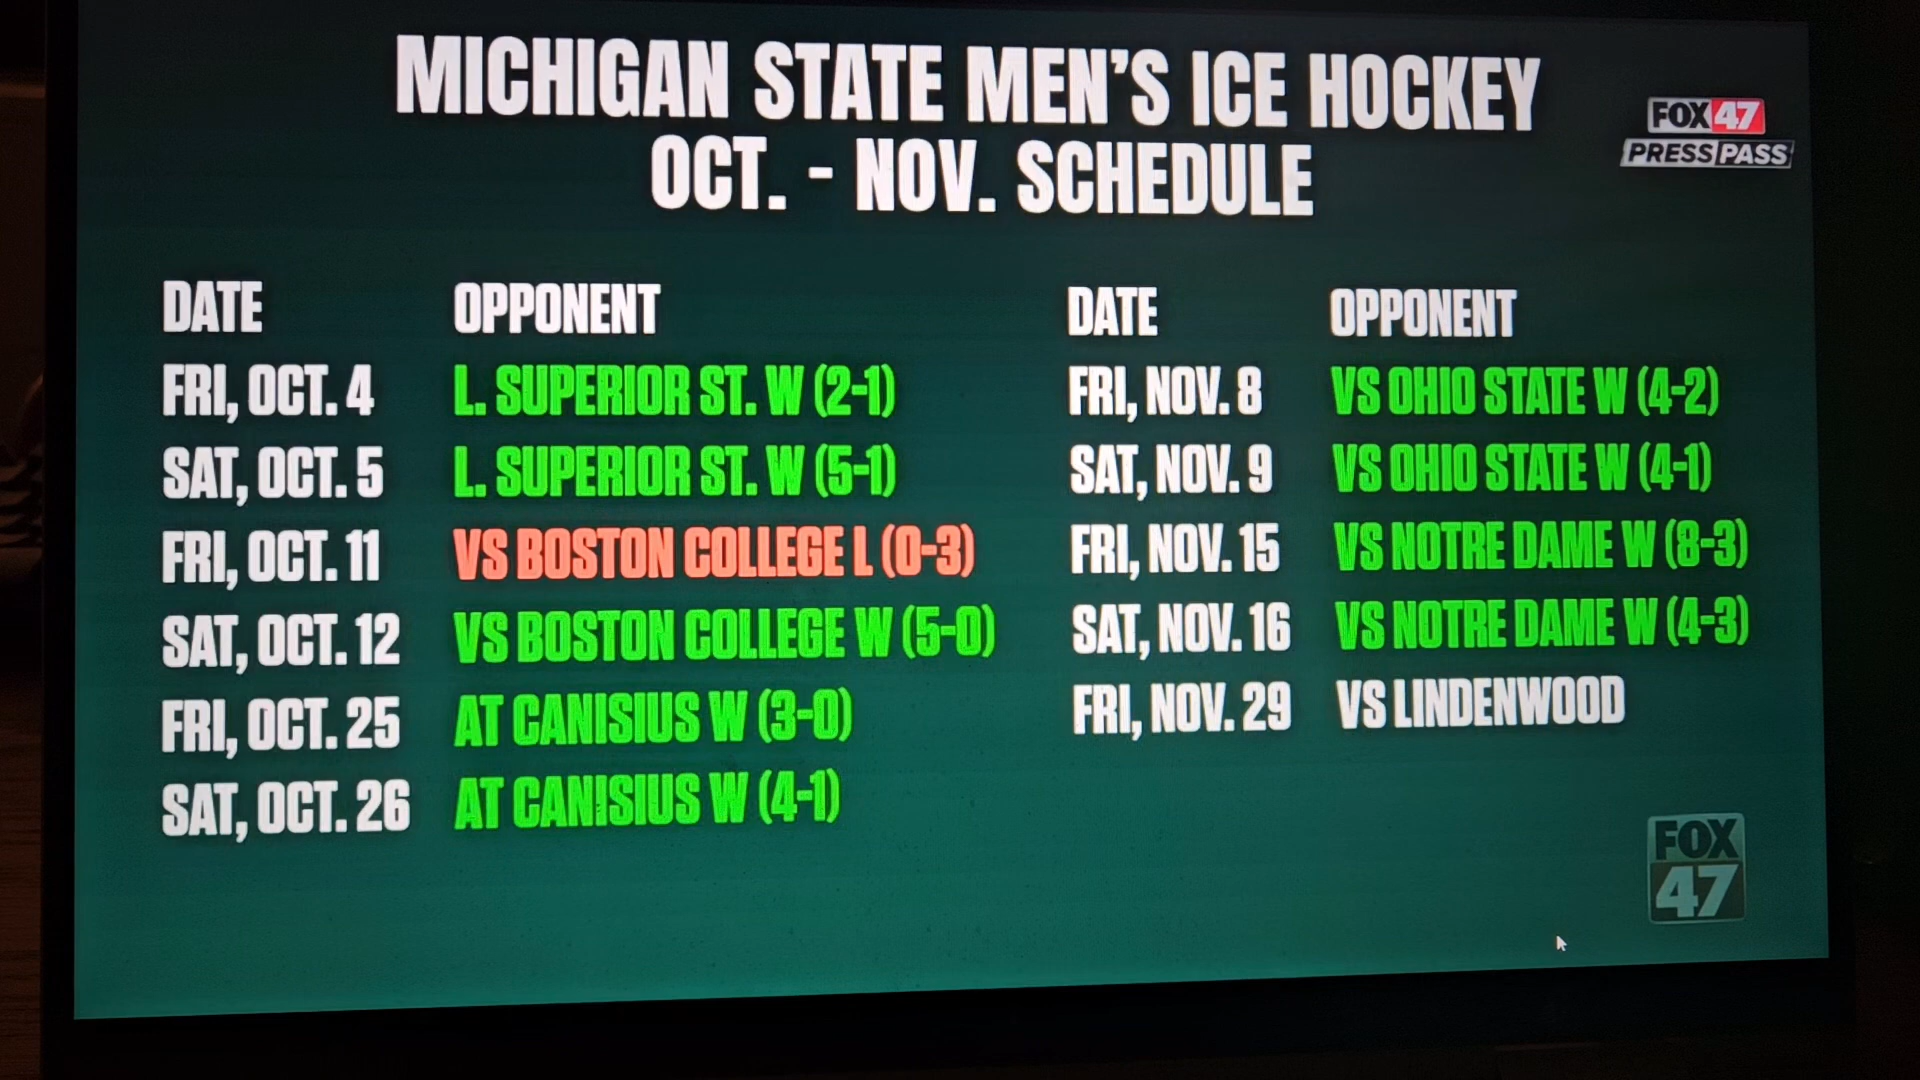 MICHIGAN STATE MEN'S ICE HOCKEY
OCT. - NOV. SCHEDULE
FOX 47
PRESS PASS
DATE OPPONENT
FRI, OCT. 4 L. SUPERIOR ST. W (2-1)
SAT, OCT. 5 L. SUPERIOR ST. W (5-1)
FRI, OCT. 11 VS BOSTON COLLEGE L (0-3)
SAT, OCT. 12 VS BOSTON COLLEGE W (5-0)
FRI, OCT. 25 AT CANISIUS W (3-0)
SAT, OCT. 26 AT CANISIUS W (4-1)
DATE OPPONENT
FRI, NOV. 8 VS OHIO STATE W (4-2)
SAT, NOV. 9 VS OHIO STATE W (4-1)
FRI, NOV. 15 VS NOTRE DAME W (8-3)
SAT, NOV. 16 VS NOTRE DAME W (4-3)
FRI, NOV. 29 VS LINDENWOOD
FOX
47